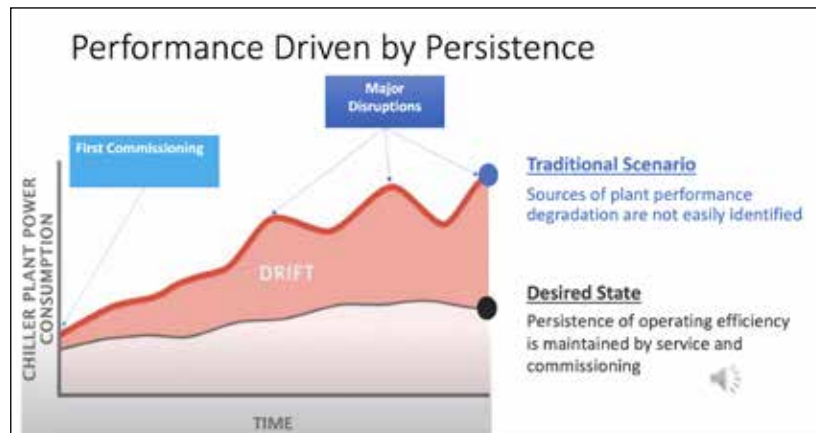 Performance Driven by Persistence
Major
Disruptions
First Commissioning
Traditional Scenario
Sources of plant performance
degradation are not easily identified
DRIFT
Desired State
Persistence of operating efficiency
is maintained by service and
commissioning
CHILLER PLANT POWER
CONSUMPTION
TIME